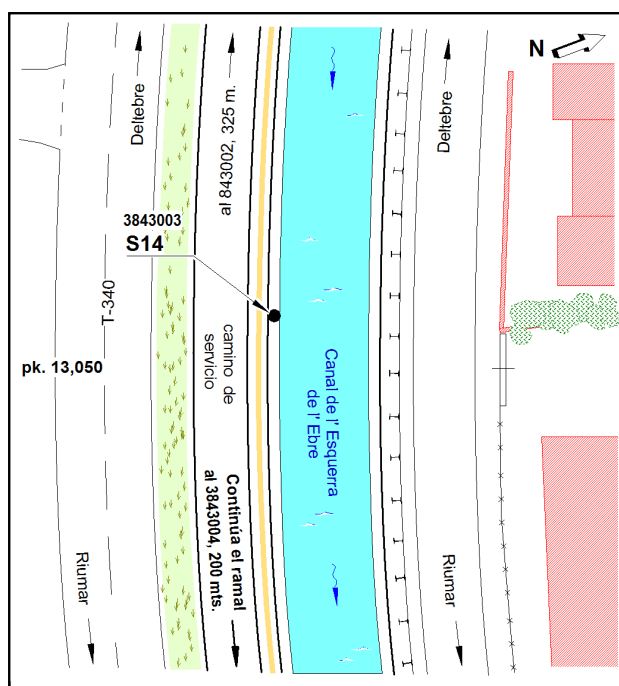 N
Deltebre
al 843002, 325 m.
Deltebre
3843003
S14
T-340
pk. 13,050
camino de
servicio
Canal de l' Esquerra
de l' Ebre
Continúa el ramal
al 3843004, 200 mts.
Riumar
Riumar